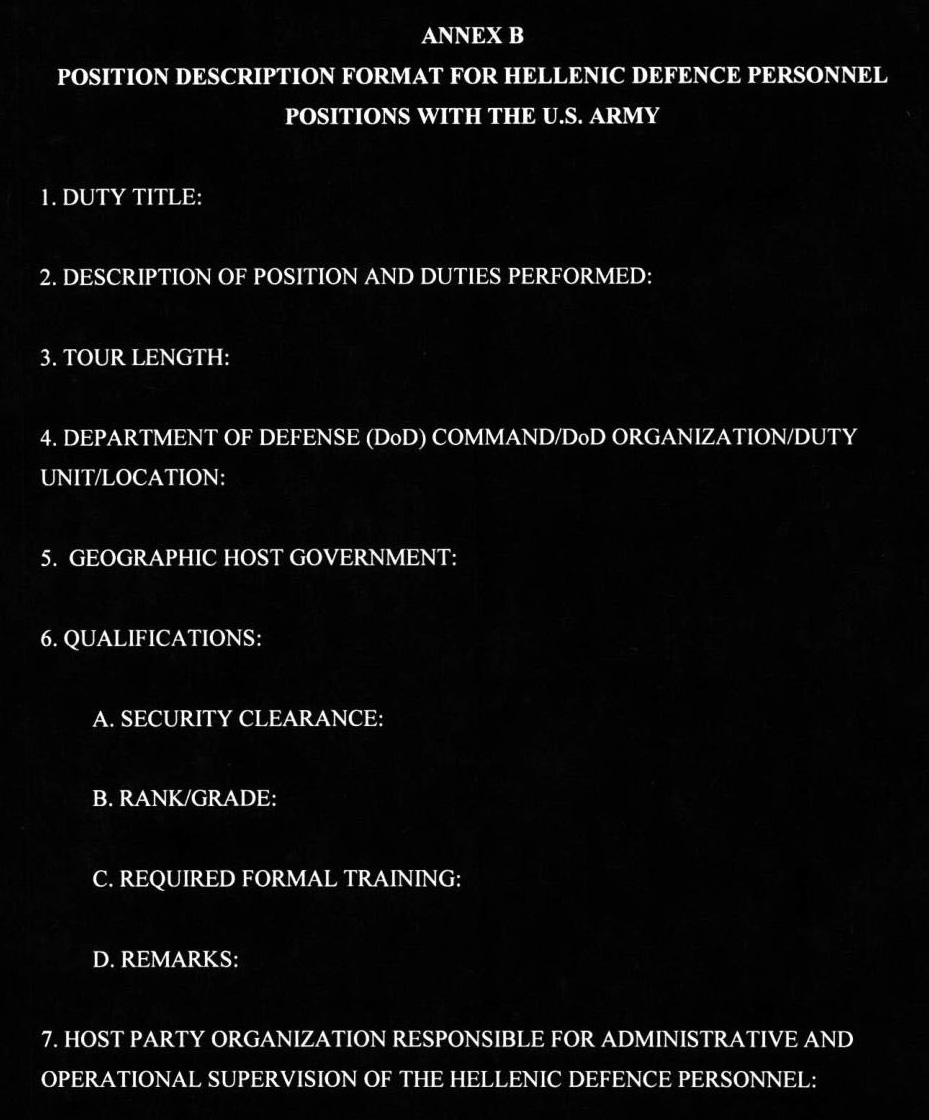 ANNEX B
POSITION DESCRIPTION FORMAT FOR HELLENIC DEFENCE PERSONNEL
POSITIONS WITH THE U.S. ARMY
1. DUTY TITLE:
2. DESCRIPTION OF POSITION AND DUTIES PERFORMED:
3. TOUR LENGTH:
4. DEPARTMENT OF DEFENSE (DoD) COMMAND/DoD ORGANIZATION/DUTY
UNIT/LOCATION:
5. GEOGRAPHIC HOST GOVERNMENT:
6. QUALIFICATIONS:
A. SECURITY CLEARANCE:
B. RANK/GRADE:
C. REQUIRED FORMAL TRAINING:
D. REMARKS:
7. HOST PARTY ORGANIZATION RESPONSIBLE FOR ADMINISTRATIVE AND
OPERATIONAL SUPERVISION OF THE HELLENIC DEFENCE PERSONNEL: